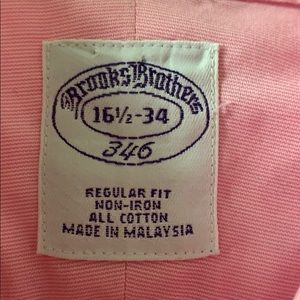 Brooks Brothers
16½-34
346
REGULAR FIT
NON-IRON
ALL COTTON
MADE IN MALAYSIA